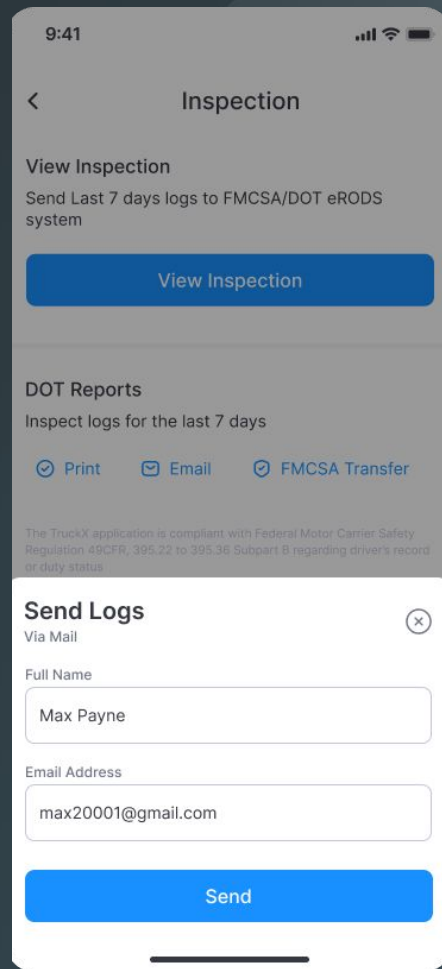 9:41
Inspection
View Inspection
Send Last 7 days logs to FMCSA/DOT eRODS
system
View Inspection
DOT Reports
Inspect logs for the last 7 days
Print Email FMCSA Transfer
The TruckX application is compliant with Federal Motor Carrier Safety
Regulation 49CFR, 395.22 to 395.36 Subpart B regarding driver's record
or duty status
Send Logs
Via Mail
Full Name
Max Payne
Email Address
max20001@gmail.com
Send